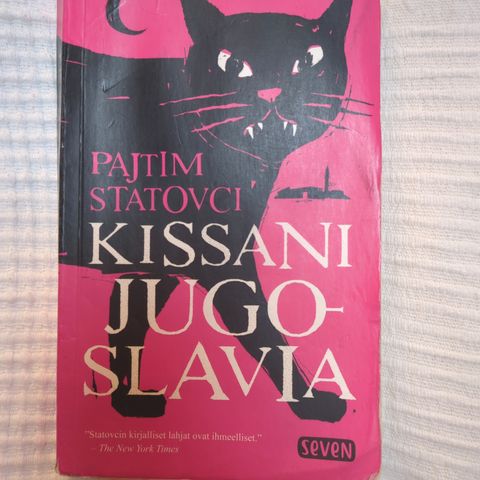 PAJTIM
STATOVCI
KISSANI
JUGO-
SLAVIA
"Statovcin kirjalliset lahjat ovat ihmeelliset."
– The New York Times
seven